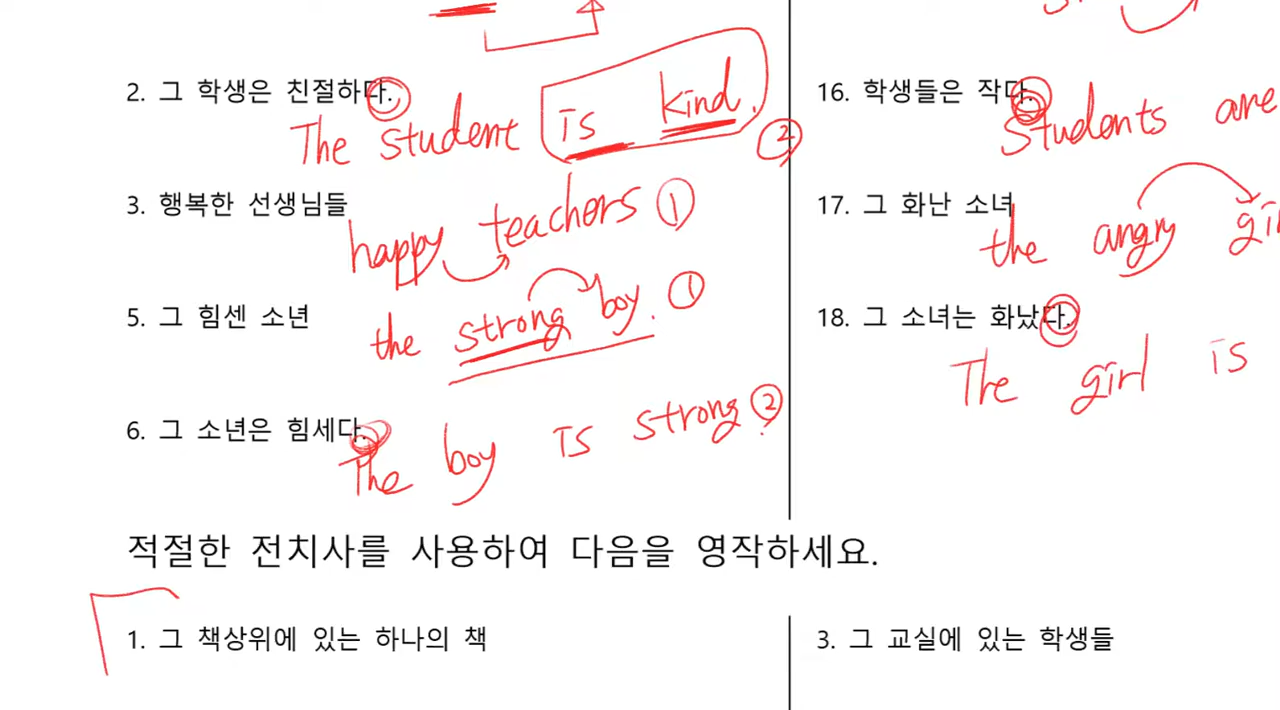 2. 그 학생은 친절하다.
The student is kind. ②
3. 행복한 선생님들
happy teachers ①
5. 그 힘센 소년
the strong boy. ①
6. 그 소년은 힘세다.
The boy is strong ②.
16. 학생들은 작다.
Students are
17. 그 화난 소녀
the angry
18. 그 소녀는 화났다.
The girl is
적절한 전치사를 사용하여 다음을 영작하세요.
1. 그 책상위에 있는 하나의 책
3. 그 교실에 있는 학생들